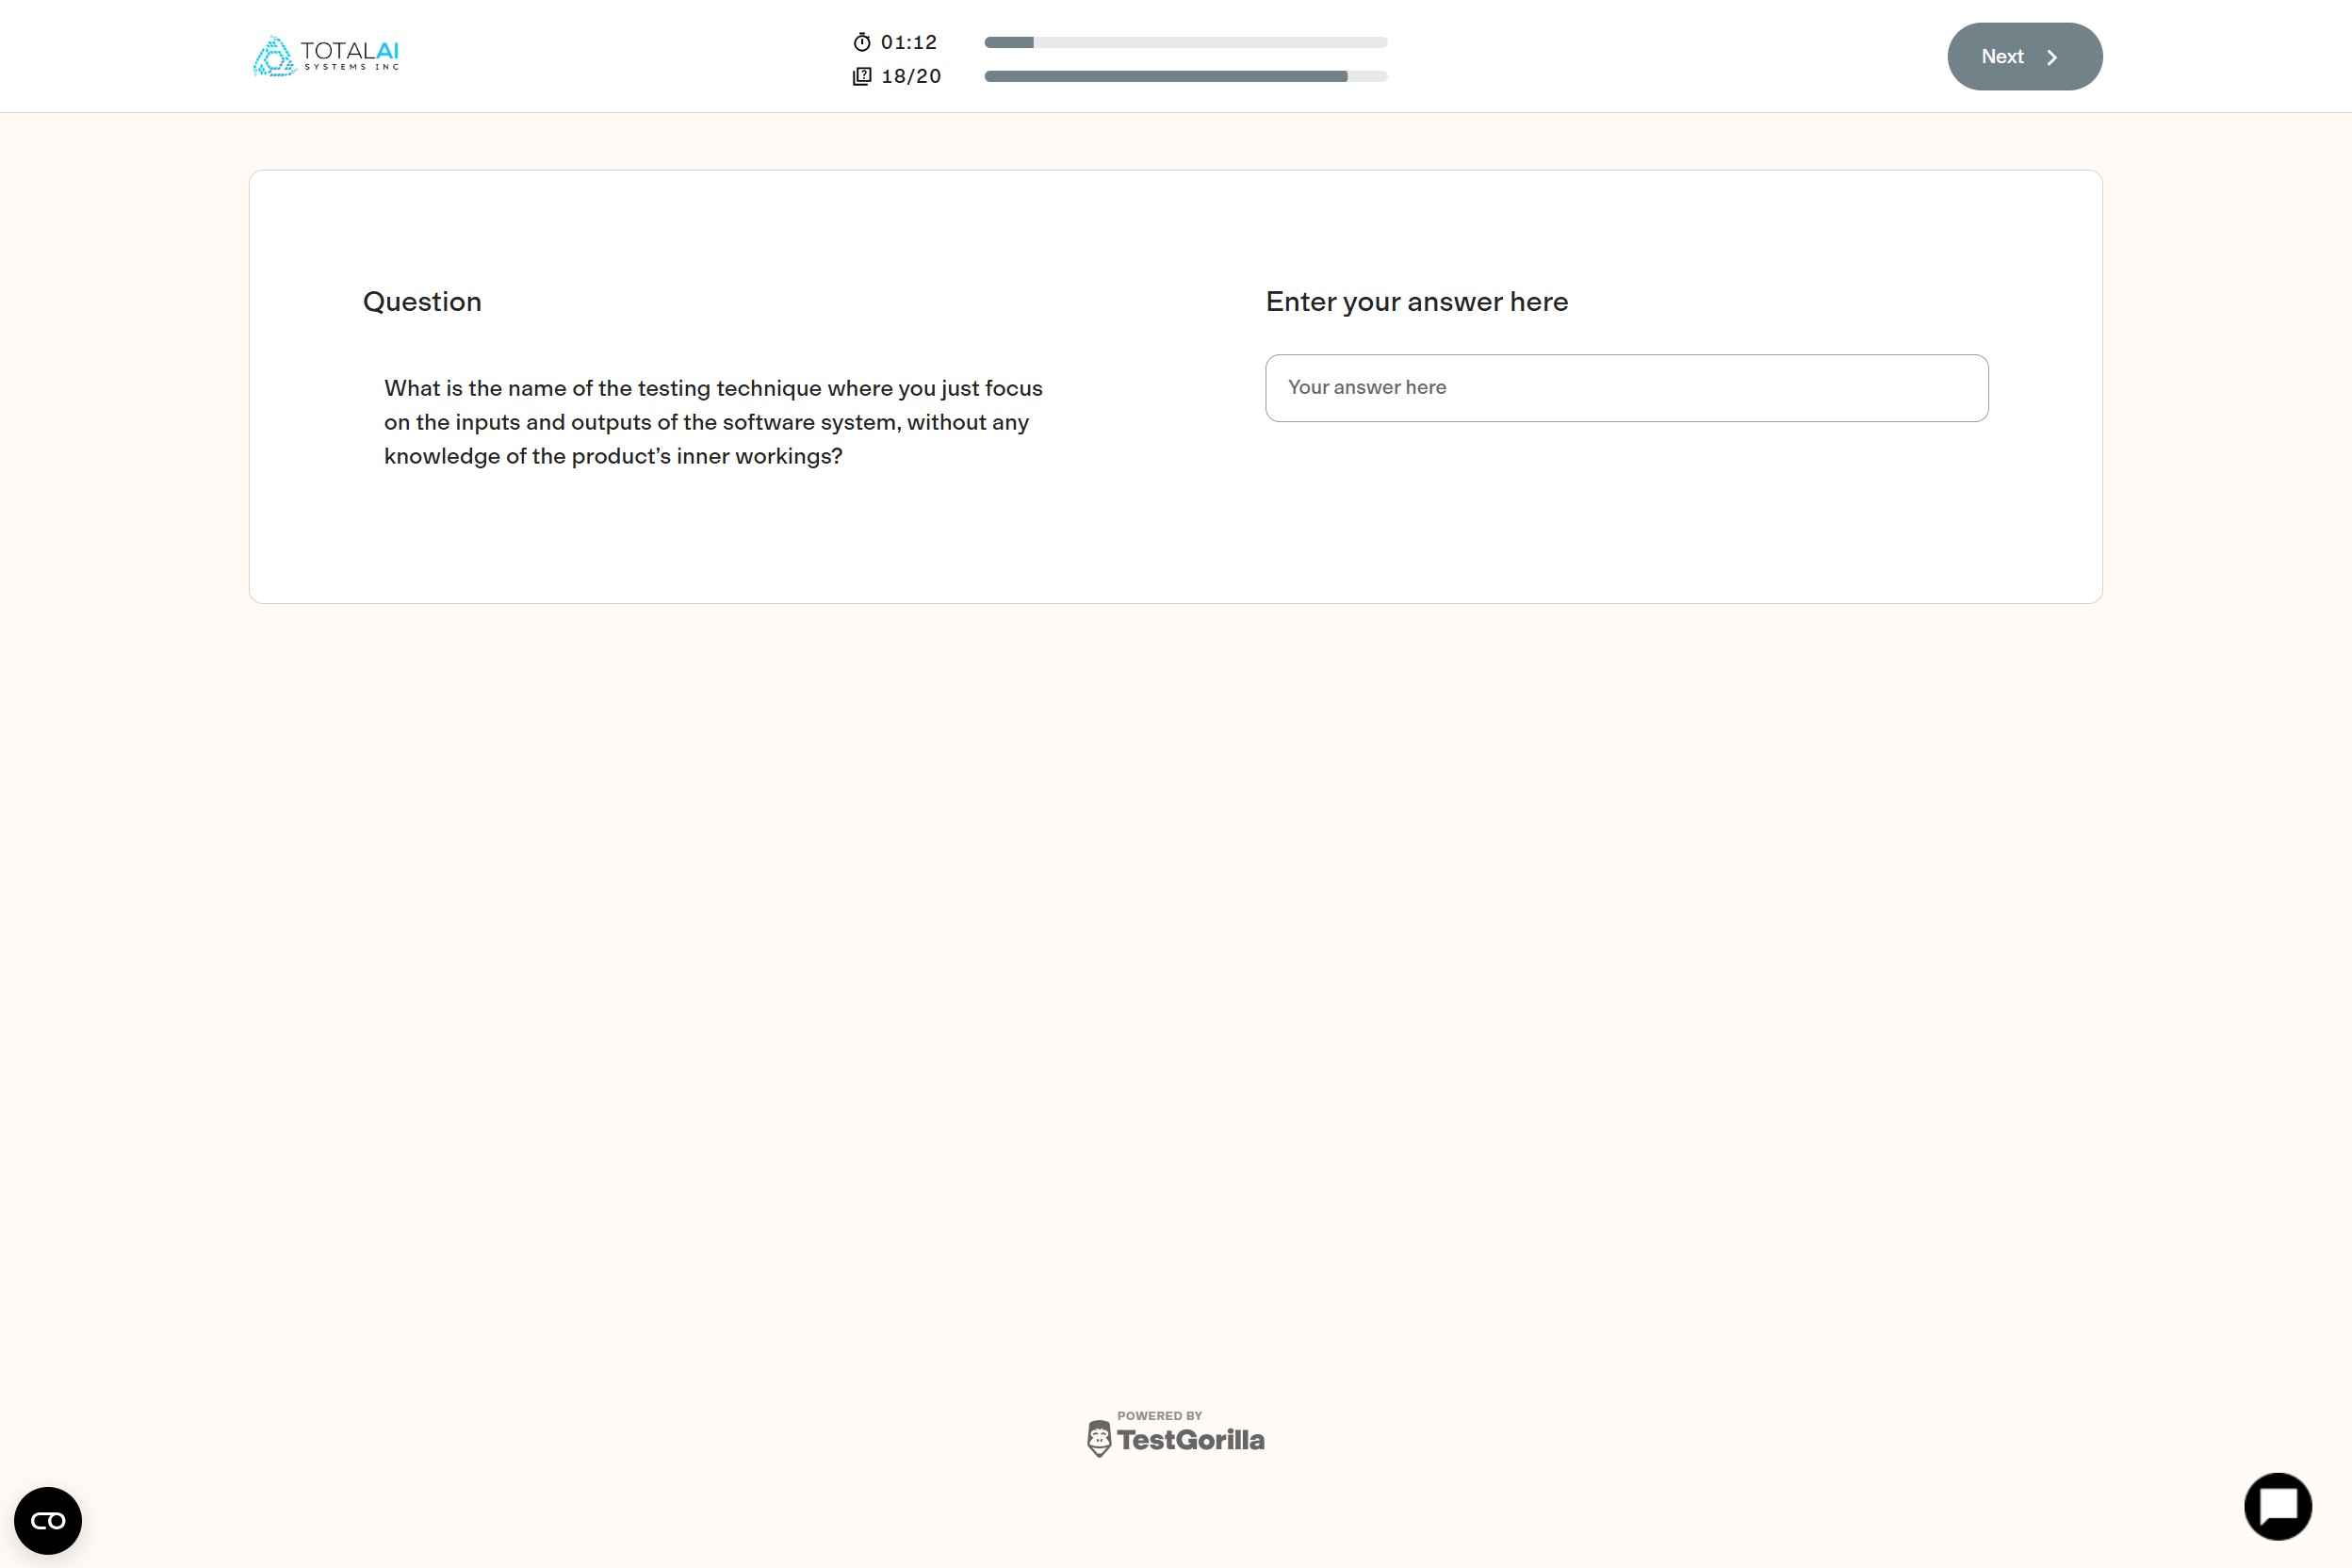 TOTALAI
SYSTEMS INC
01:12
18/20
Next
Question
What is the name of the testing technique where you just focus
on the inputs and outputs of the software system, without any
knowledge of the product’s inner workings?
Enter your answer here
Your answer here
POWERED BY
TestGorilla